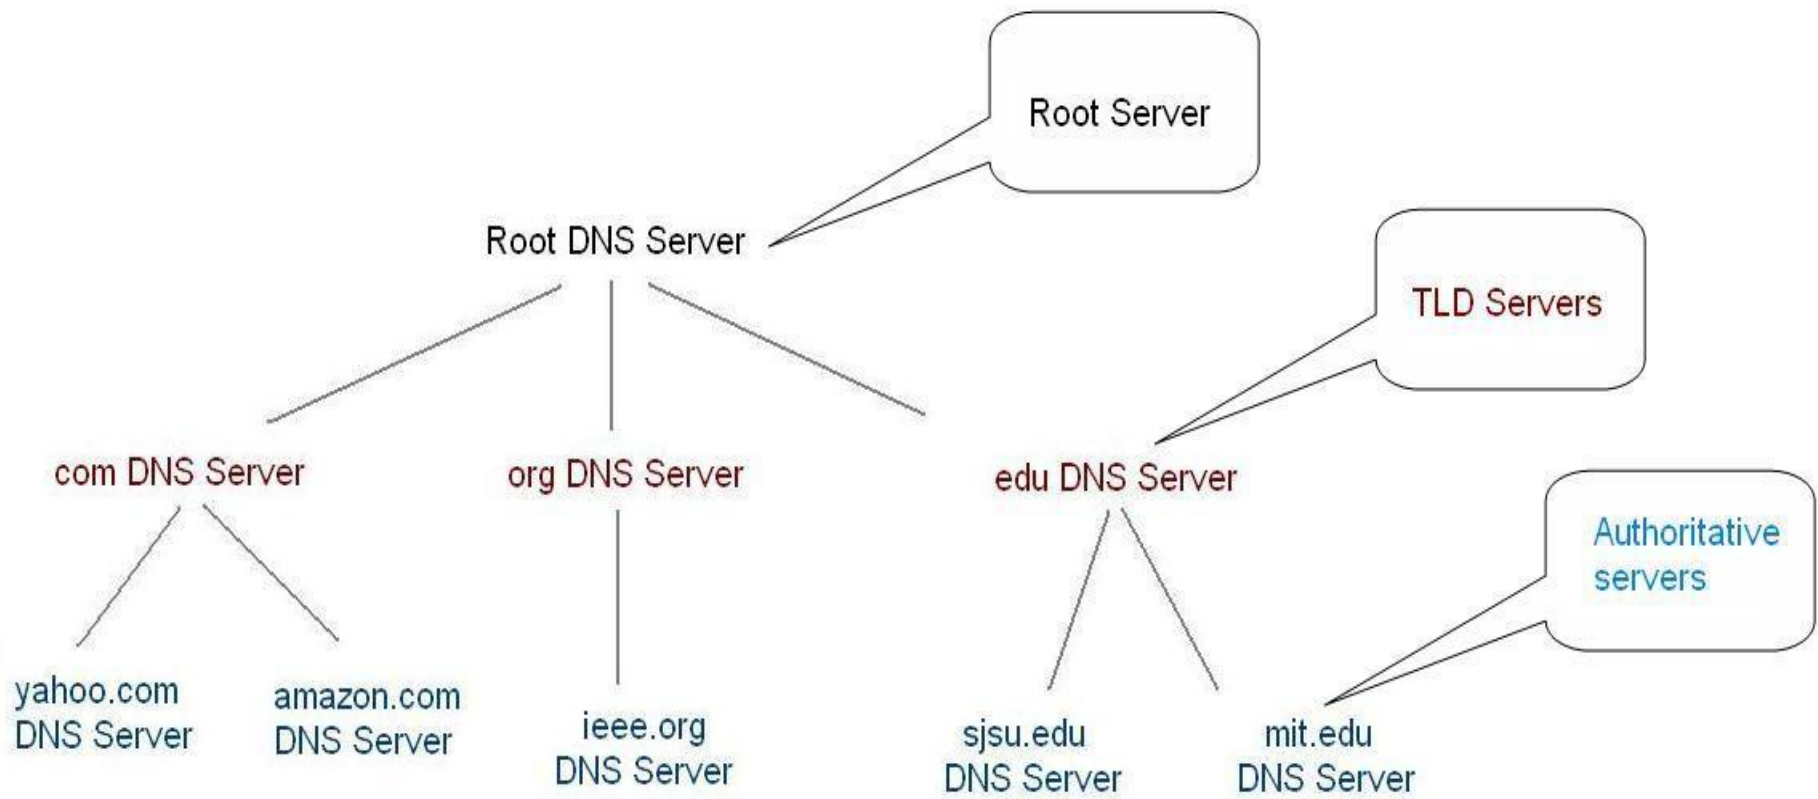 Root Server
Root DNS Server
TLD Servers
com DNS Server
org DNS Server
edu DNS Server
Authoritative
servers
yahoo.com
DNS Server
amazon.com
DNS Server
ieee.org
DNS Server
sjsu.edu
DNS Server
mit.edu
DNS Server